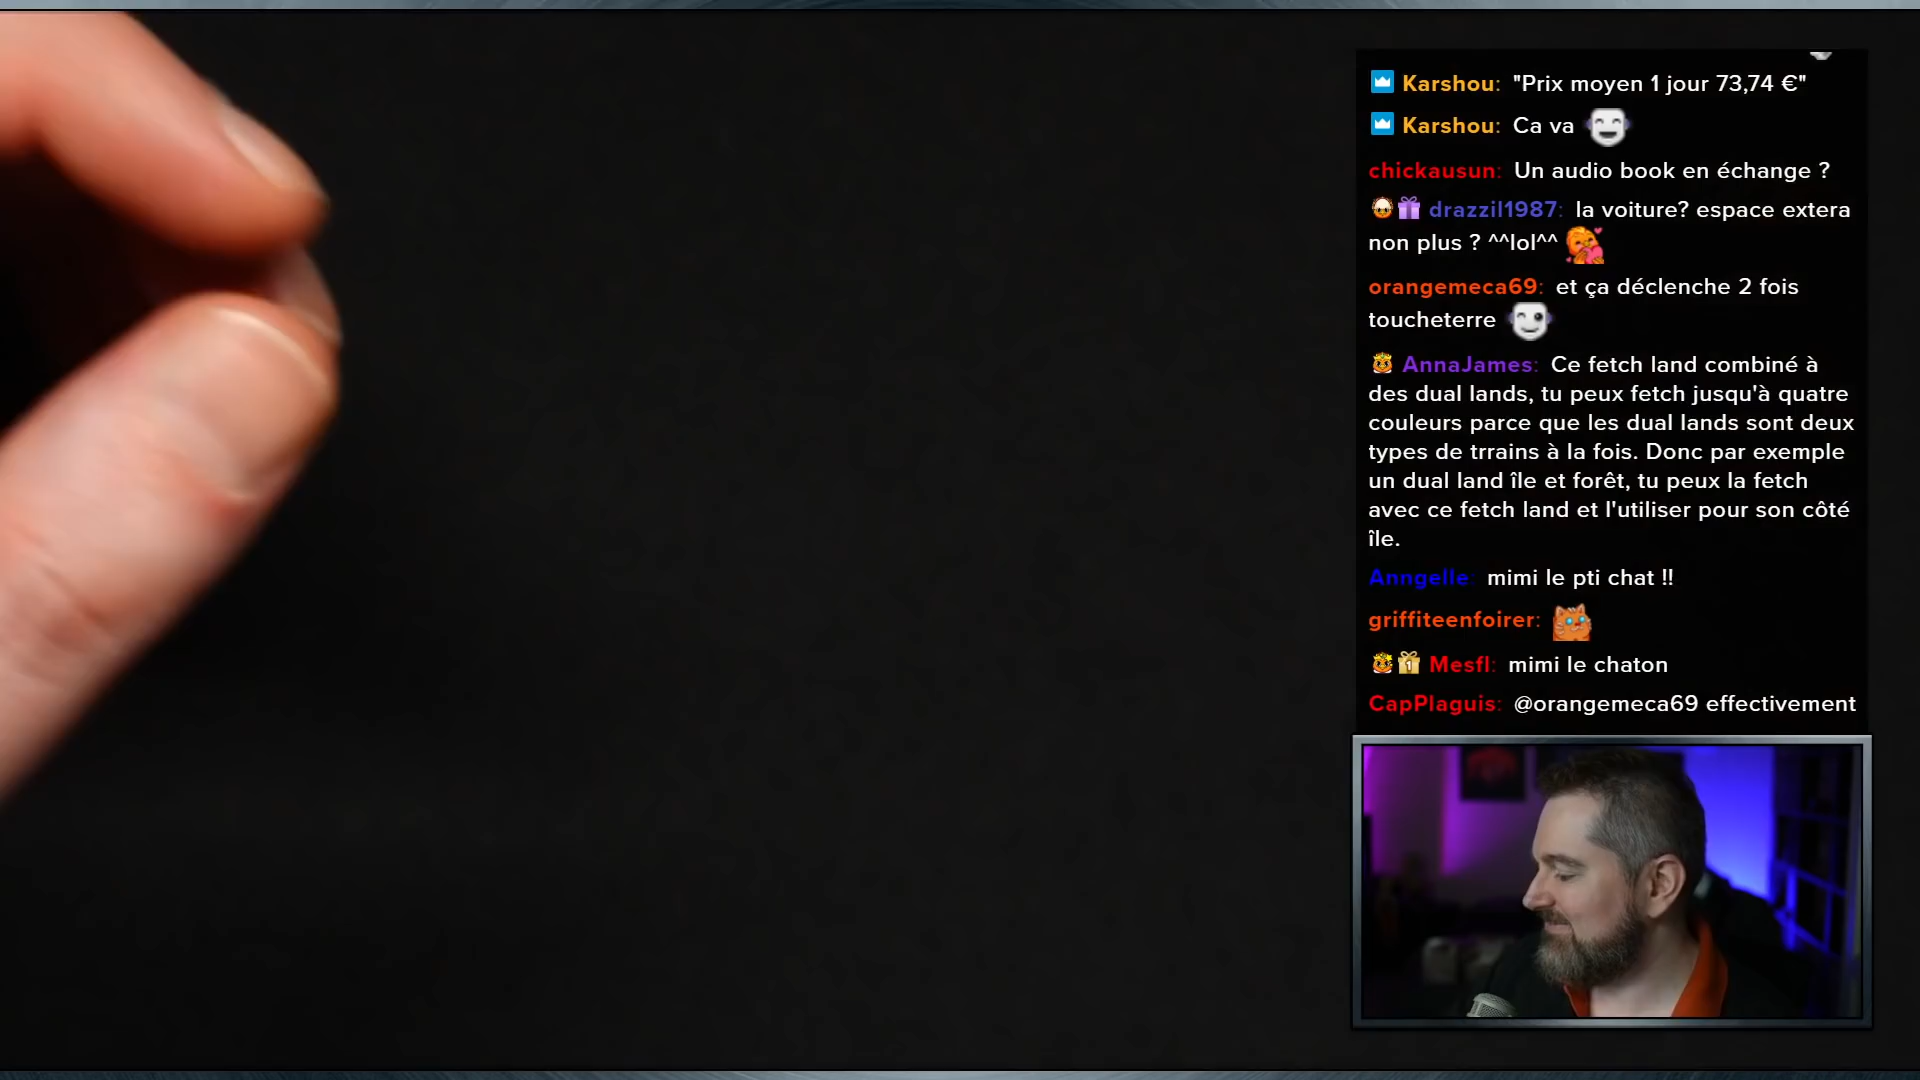 Karshou: "Prix moyen 1 jour 73,74 €"
Karshou: Ca va
chickausun: Un audio book en échange ?
drazzil1987: la voiture? espace extera
non plus ? ^^lol^^
orangemeca69: et ça déclenche 2 fois
toucheterre
AnnaJames: Ce fetch land combiné à
des dual lands, tu peux fetch jusqu'à quatre
couleurs parce que les dual lands sont deux
types de trrains à la fois. Donc par exemple
un dual land île et forêt, tu peux la fetch
avec ce fetch land et l'utiliser pour son côté
île.
Anngelle: mimi le pti chat !!
griffiteenfoirer:
1 Mesfl: mimi le chaton
CapPlaguis: @orangemeca69 effectivement